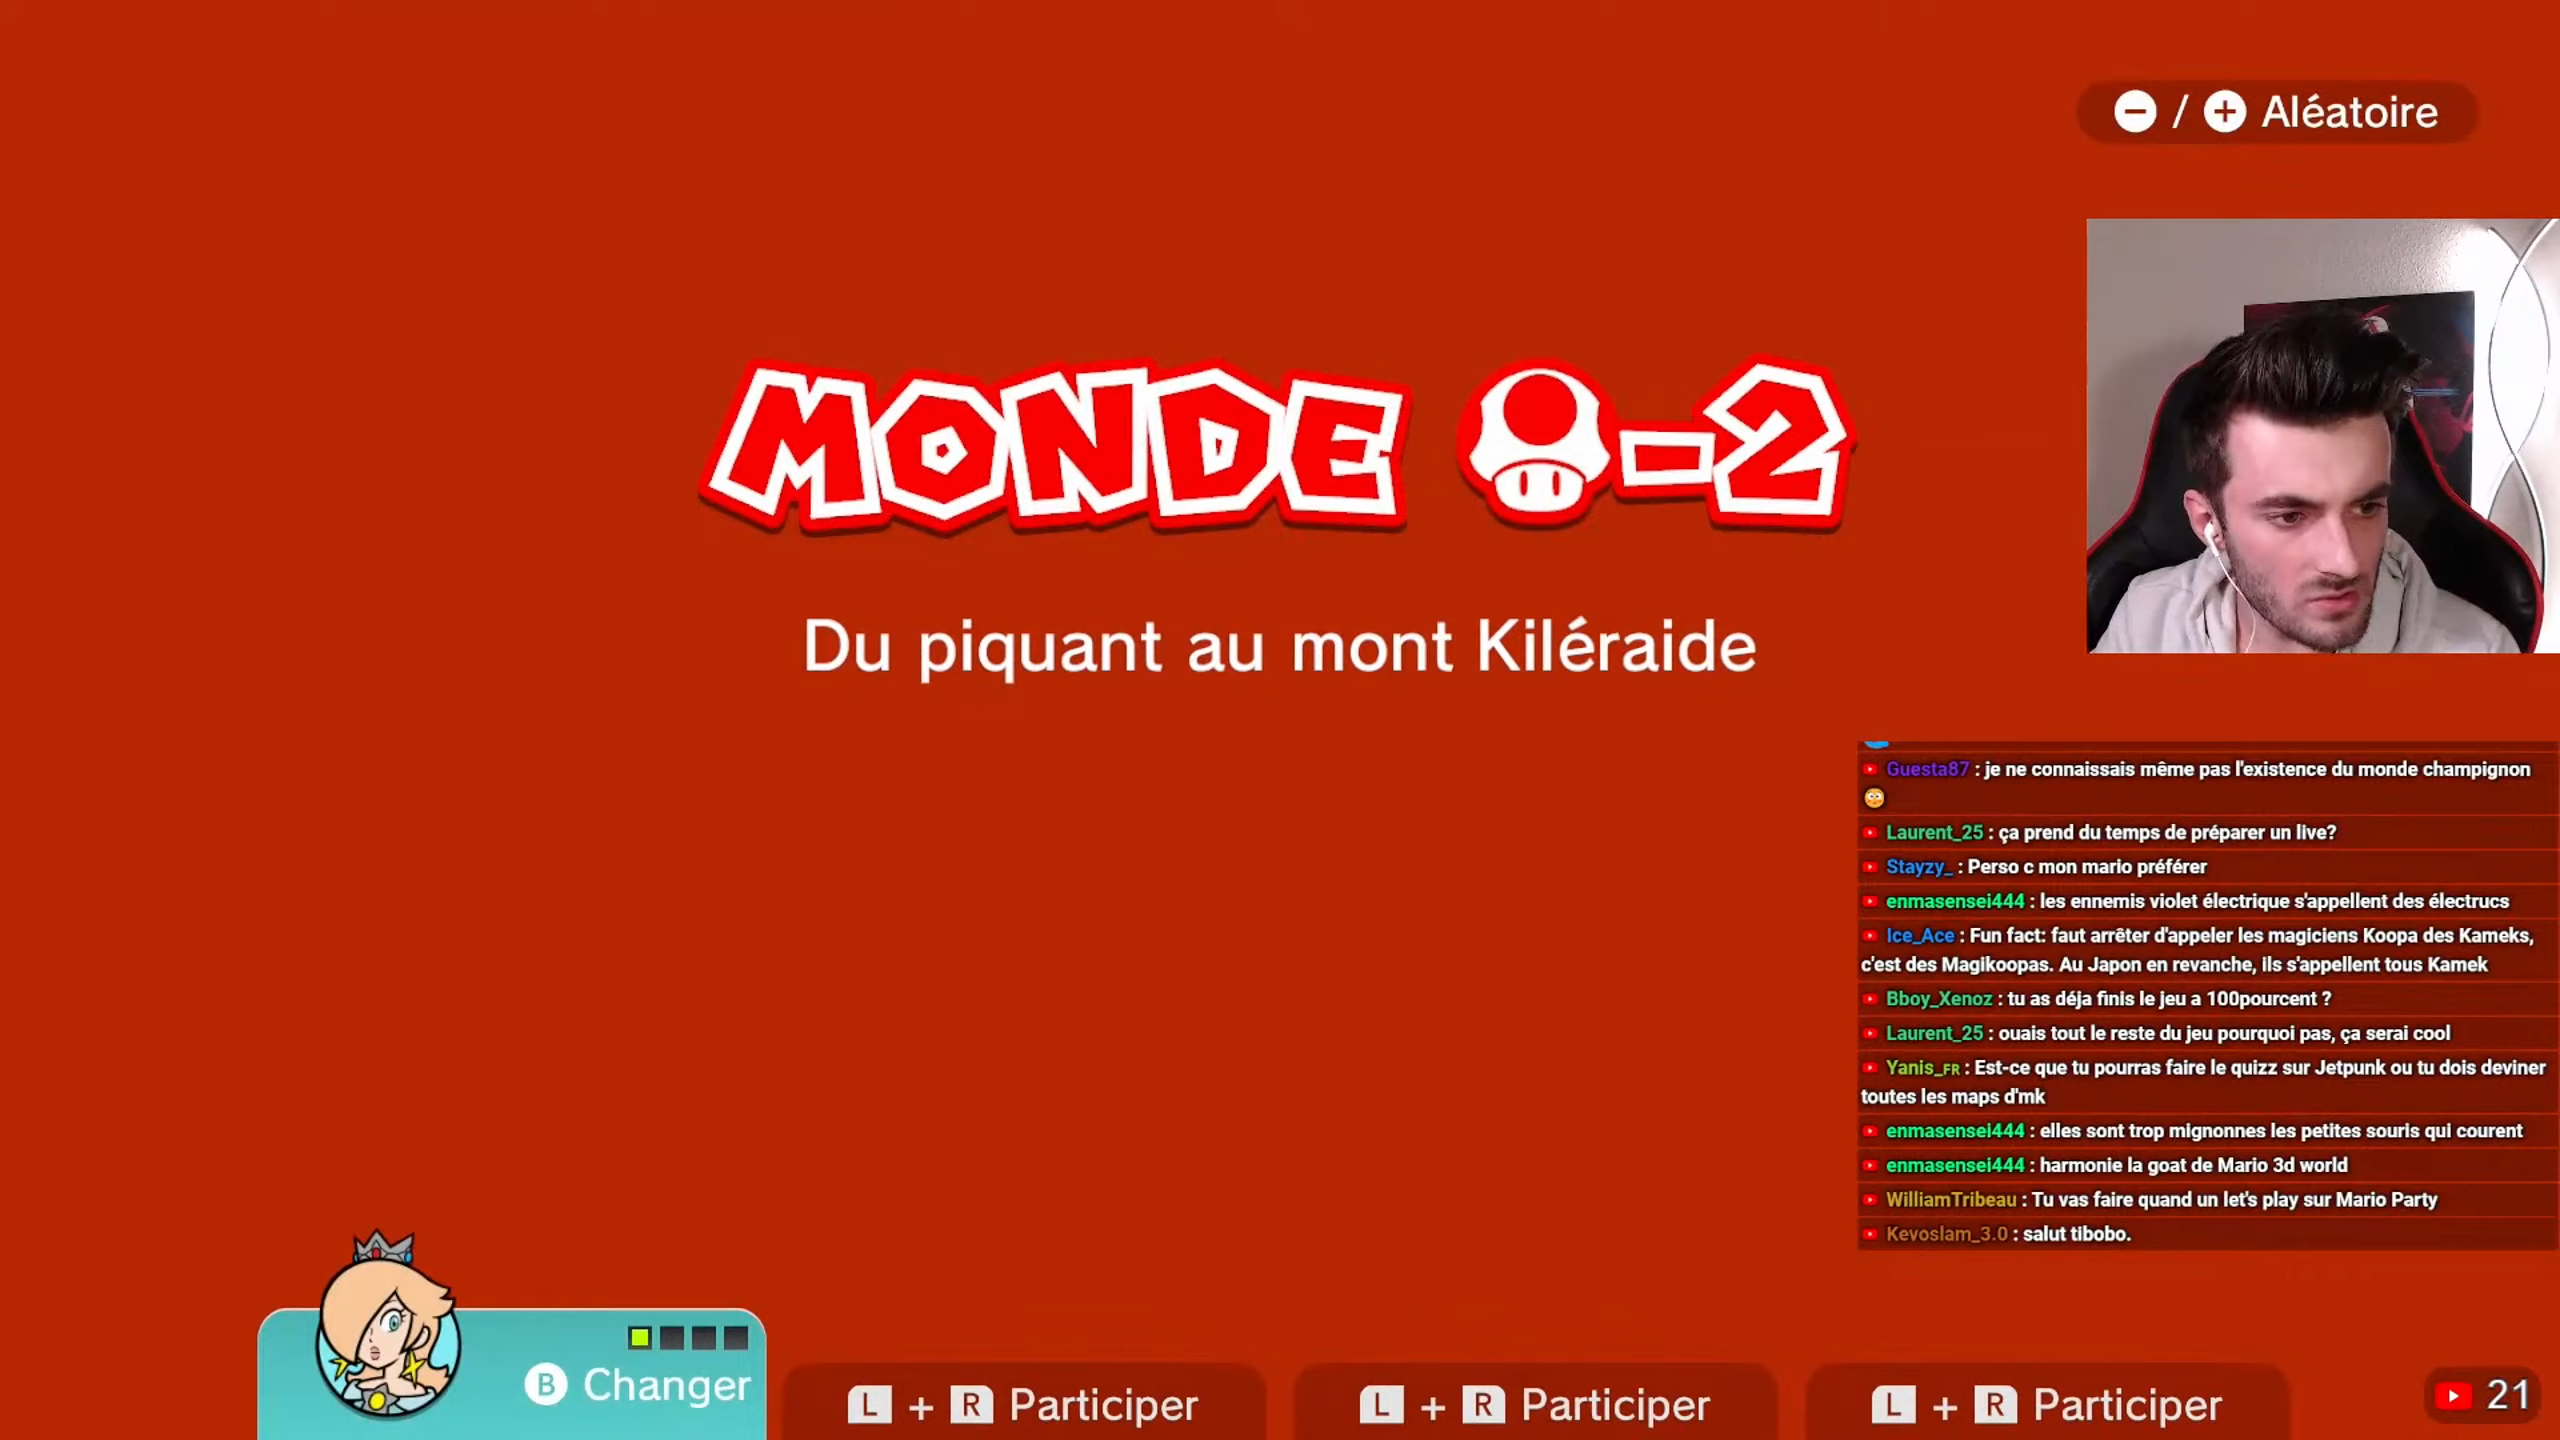 - / + Aléatoire
MONDE -2
Du piquant au mont Kiléraide
Guesta87 : je ne connaissais même pas l'existence du monde champignon
Laurent_25 : ça prend du temps de préparer un live?
Stayzy_ : Perso c mon mario préférer
enmasensei444 : les ennemis violet électrique s'appellent des électrucs
Ice_Ace : Fun fact: faut arrêter d'appeler les magiciens Koopa des Kameks,
c'est des Magikoopas. Au Japon en revanche, ils s'appellent tous Kamek
Bboy_Xenoz : tu as déja finis le jeu a 100pourcent ?
Laurent_25 : ouais tout le reste du jeu pourquoi pas, ça serai cool
Yanis_FR : Est-ce que tu pourras faire le quizz sur Jetpunk ou tu dois deviner
toutes les maps d'mk
enmasensei444 : elles sont trop mignonnes les petites souris qui courent
enmasensei444 : harmonie la goat de Mario 3d world
WilliamTribeau : Tu vas faire quand un let's play sur Mario Party
Kevoslam_3.0 : salut tibobo.
B Changer
L + R Participer
L + R Participer
L + R Participer
21